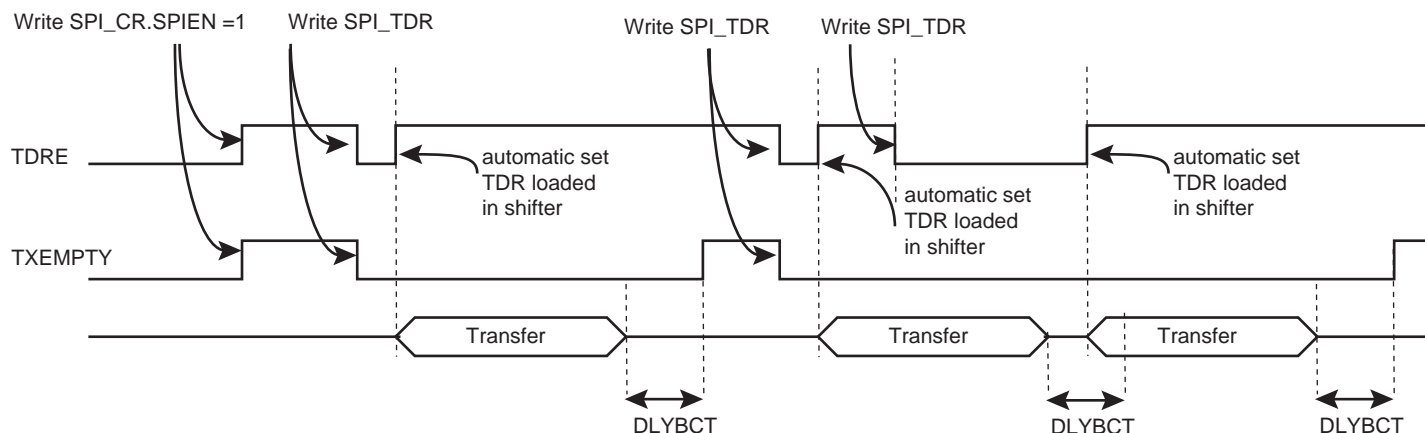 Write SPI_CR.SPIEN =1
Write SPI_TDR
Write SPI_TDR
Write SPI_TDR
TDRE
automatic set
TDR loaded
in shifter
automatic set
TDR loaded
in shifter
automatic set
TDR loaded
in shifter
TXEMPTY
Transfer
Transfer
Transfer
DLYBCT
DLYBCT
DLYBCT